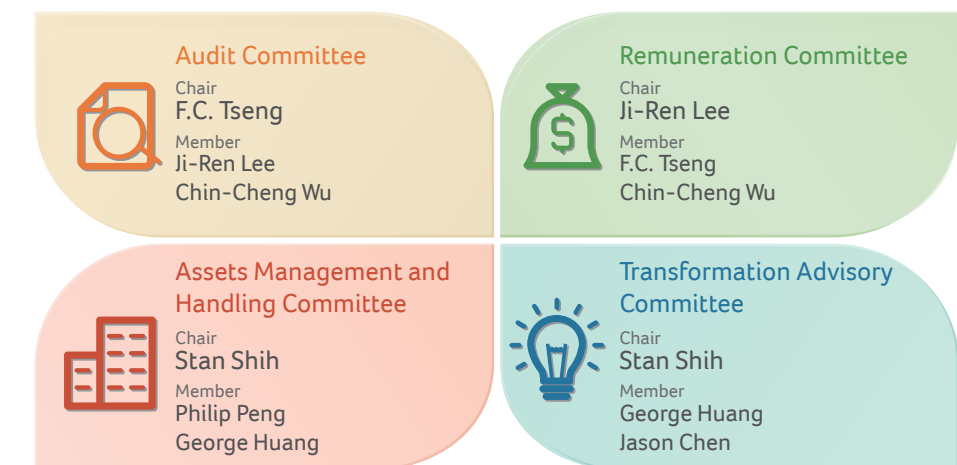 Audit Committee
Chair
F.C. Tseng
Member
Ji-Ren Lee
Chin-Cheng Wu
Remuneration Committee
$
Chair
Ji-Ren Lee
Member
F.C. Tseng
Chin-Cheng Wu
Assets Management and
Handling Committee
Chair
Stan Shih
Member
Philip Peng
George Huang
Transformation Advisory
Committee
Chair
Stan Shih
Member
George Huang
Jason Chen